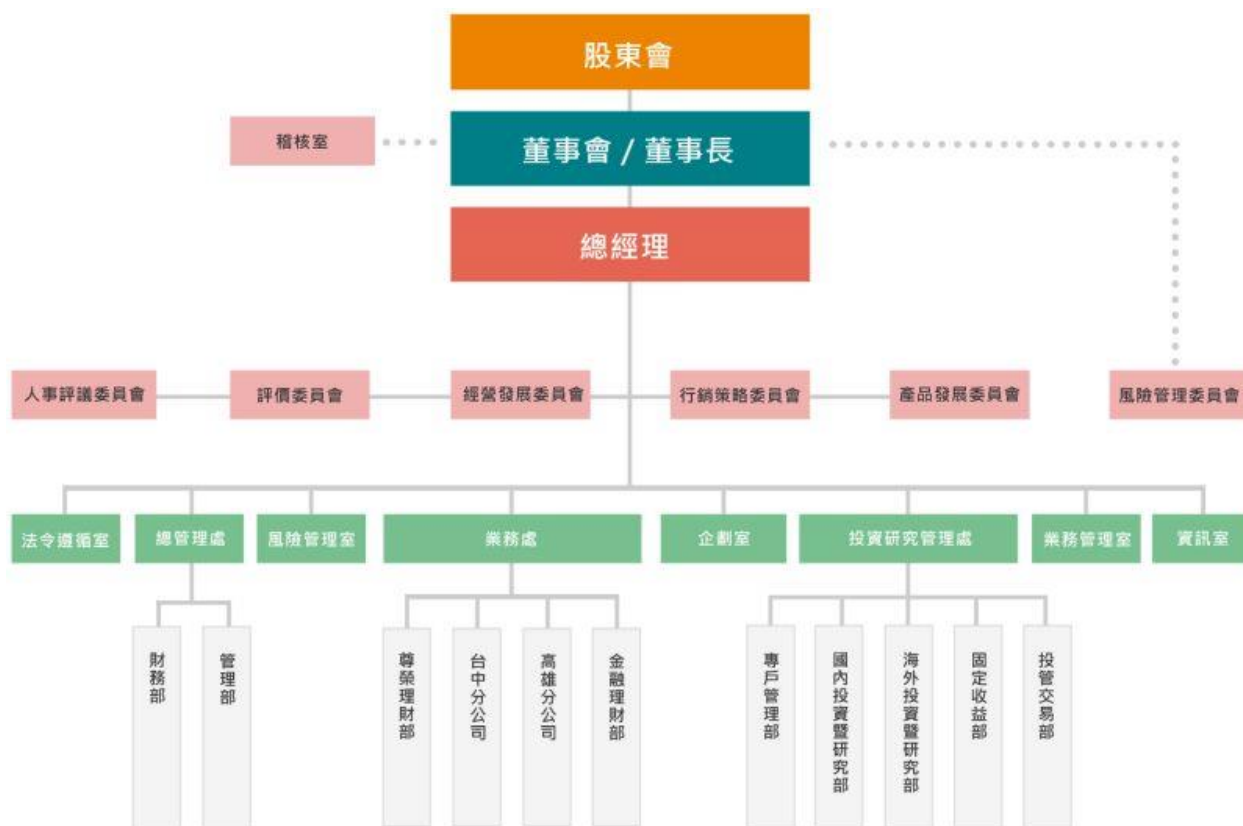 股東會
稽核室
董事會 / 董事長
總經理
人事評議委員會
評價委員會
經營發展委員會
行銷策略委員會
產品發展委員會
風險管理委員會
法令遵循室
總管理處
風險管理室
業務處
企劃室
投資研究管理處
業務管理室
資訊室
財務部
管理部
尊榮理財部
台中分公司
高雄分公司
金融理財部
專戶管理部
國內投資暨研究部
海外投資暨研究部
固定收益部
投管交易部